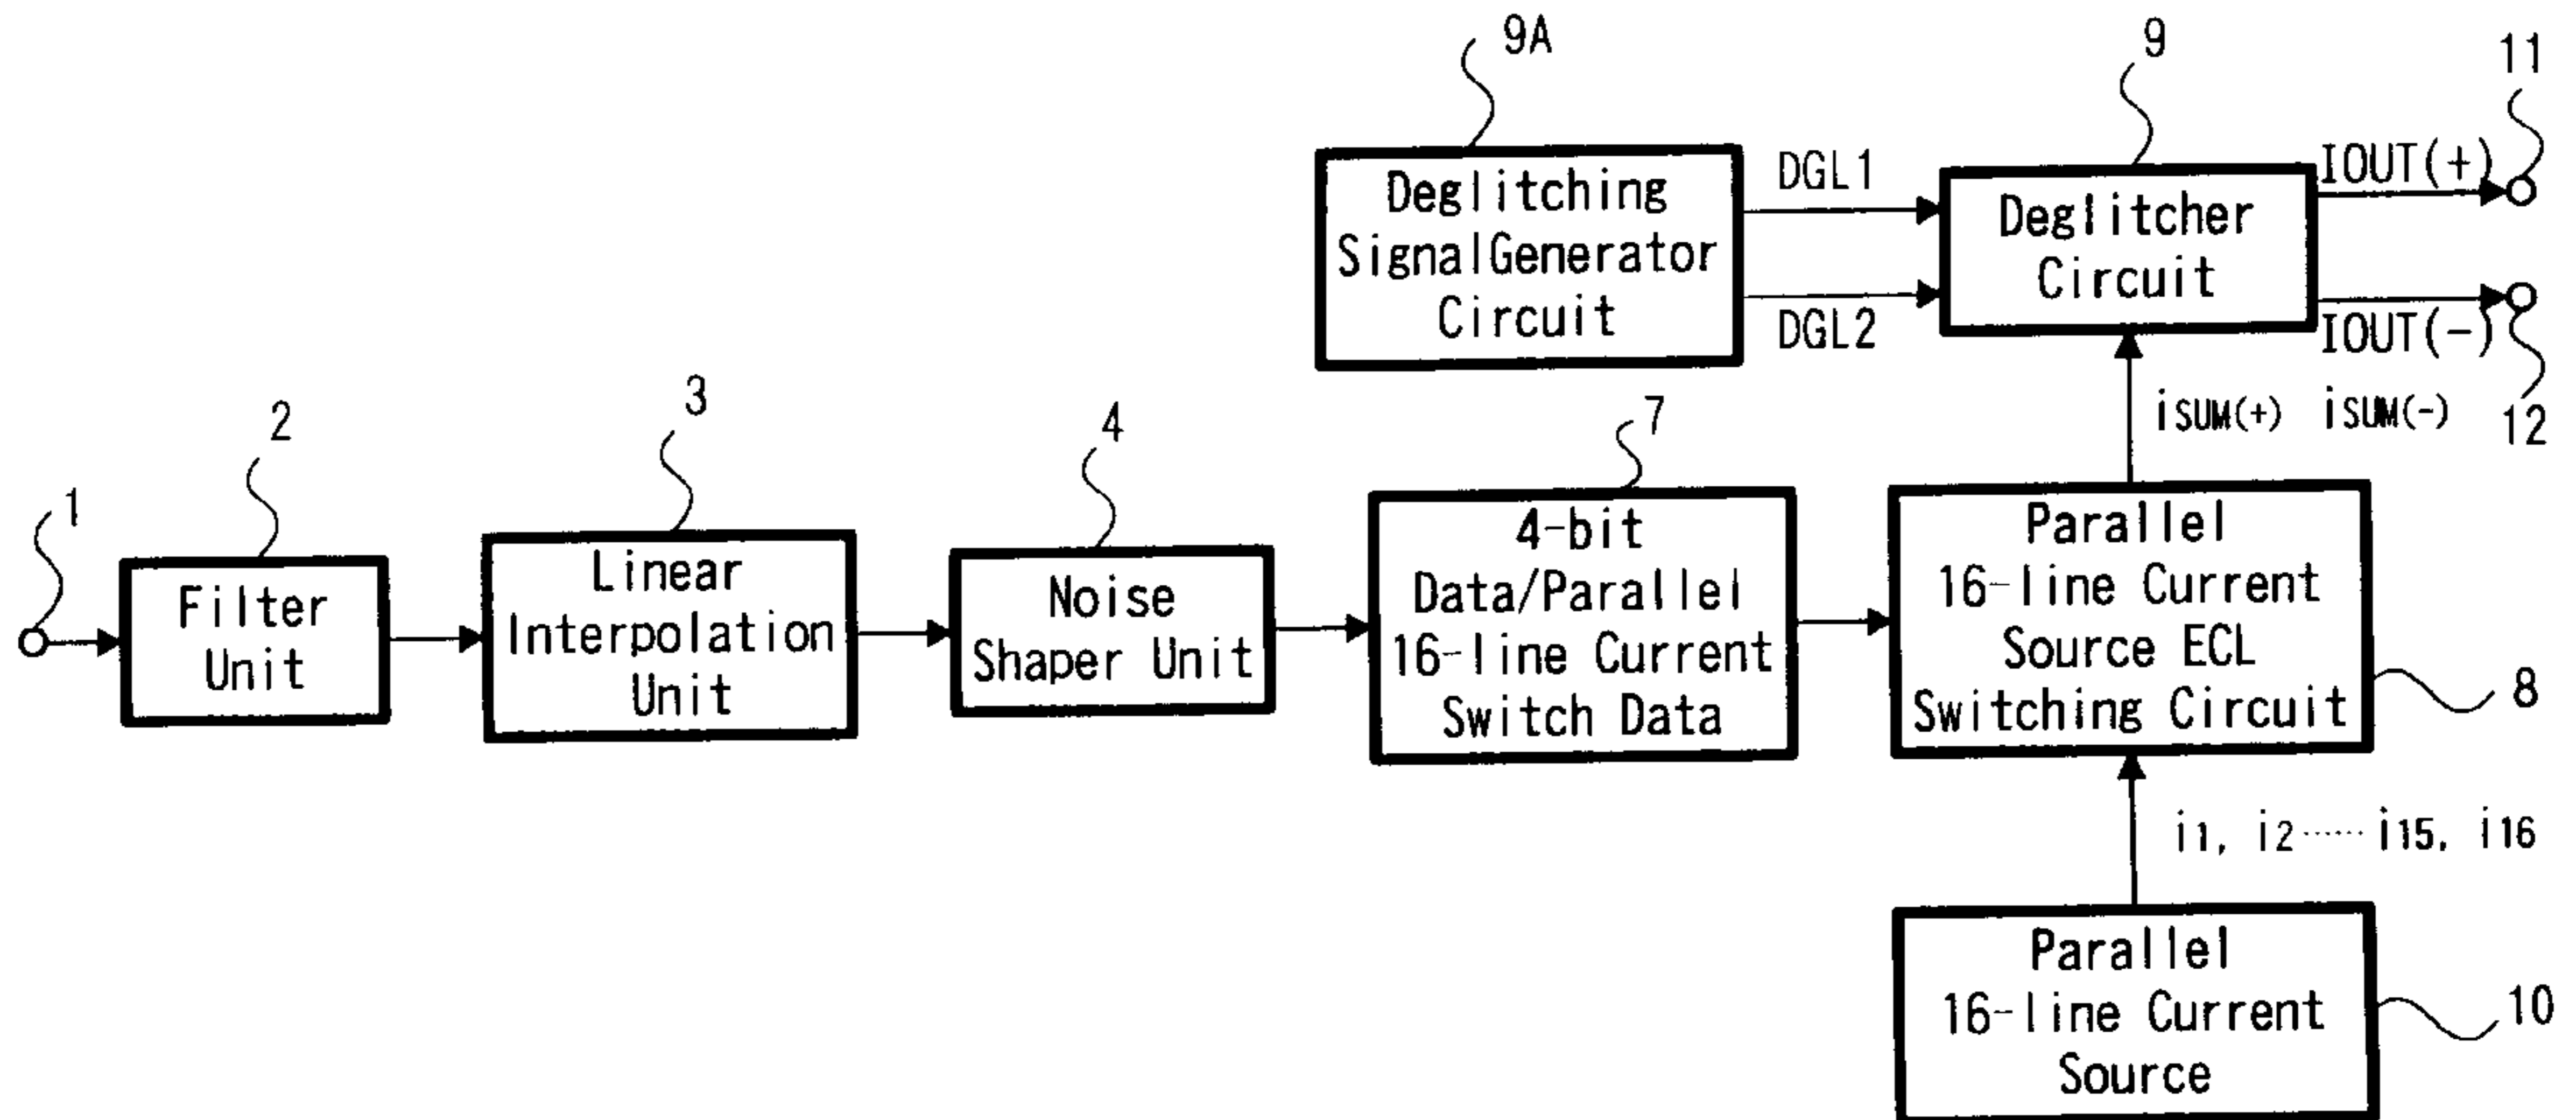 9A
9
11
Deglitching
SignalGenerator
Circuit
DGL1
DGL2
Deglitcher
Circuit
IOUT(+)
IOUT(-)
12
iSUM(+) iSUM(-)
1
2
Filter
Unit
3
Linear
Interpolation
Unit
4
Noise
Shaper Unit
7
4-bit
Data/Parallel
16-line Current
Switch Data
Parallel
16-line Current
Source ECL
Switching Circuit
8
i1, i2 ······ i15, i16
Parallel
16-line Current
Source
10